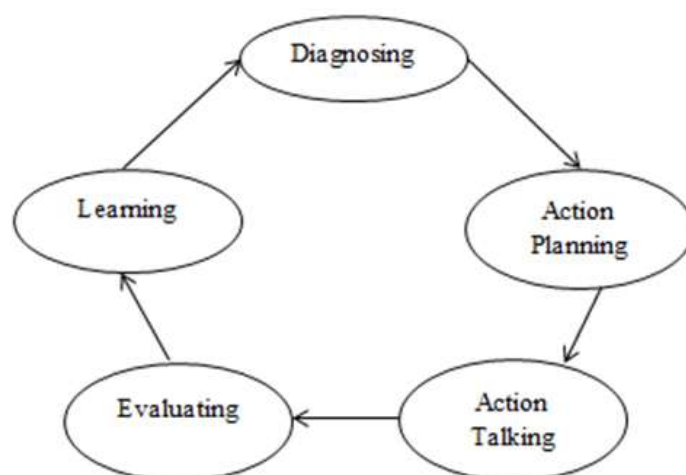 Diagnosing
Action
Planning
Action
Talking
Evaluating
Learning